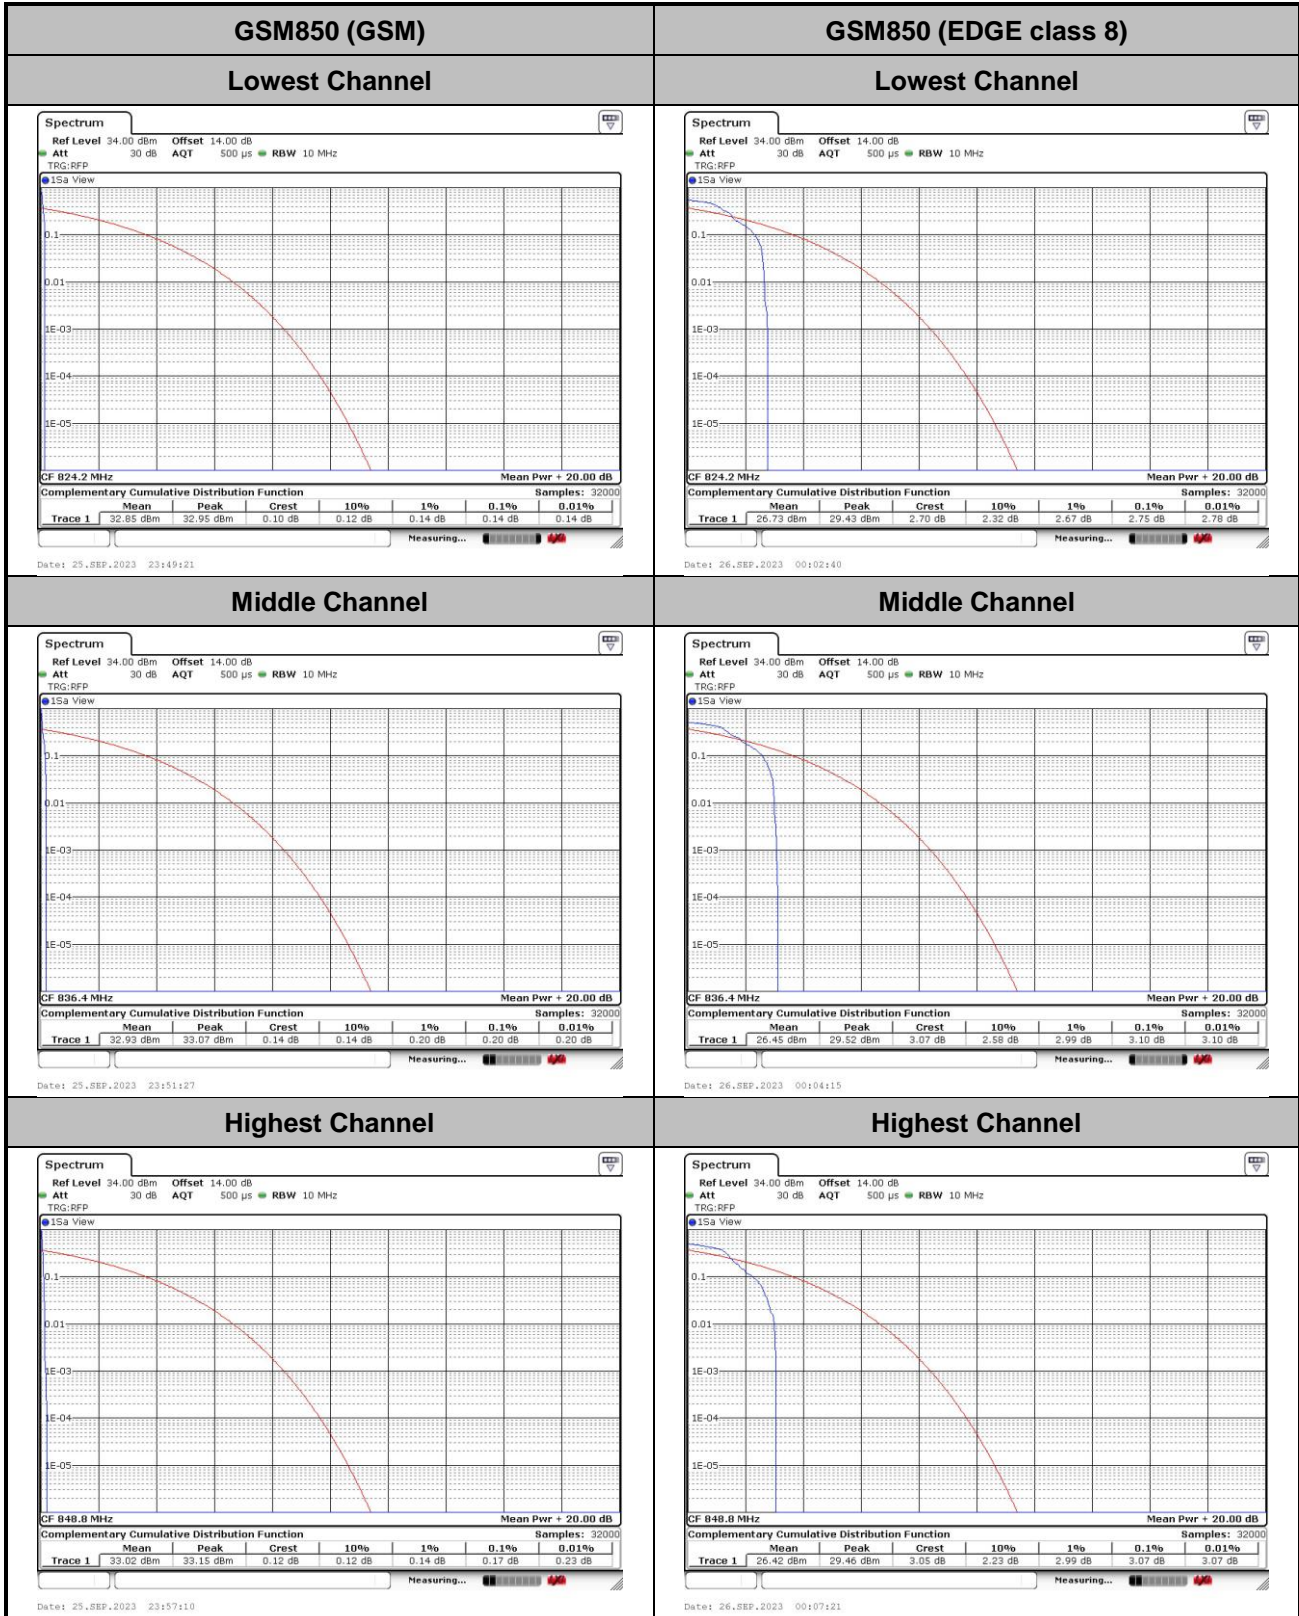 GSM850 (GSM)
GSM850 (EDGE class 8)
Lowest Channel
Lowest Channel
Spectrum
Ref Level 34.00 dBm Offset 14.00 dB
Att 30 dB AQT 500 µs RBW 10 MHz
TRG:RFP
1Sa View
0.1
0.01
1E-03
1E-04
1E-05
CF 824.2 MHz Mean Pwr + 20.00 dB
Complementary Cumulative Distribution Function Samples: 32000
Mean Peak Crest 10% 1% 0.1% 0.01%
Trace 1 32.85 dBm 32.95 dBm 0.10 dB 0.12 dB 0.14 dB 0.14 dB 0.14 dB
Measuring...
Date: 25.SEP.2023 23:49:21
Spectrum
Ref Level 34.00 dBm Offset 14.00 dB
Att 30 dB AQT 500 µs RBW 10 MHz
TRG:RFP
1Sa View
0.1
0.01
1E-03
1E-04
1E-05
CF 824.2 MHz Mean Pwr + 20.00 dB
Complementary Cumulative Distribution Function Samples: 32000
Mean Peak Crest 10% 1% 0.1% 0.01%
Trace 1 26.73 dBm 29.43 dBm 2.70 dB 2.32 dB 2.67 dB 2.75 dB 2.78 dB
Measuring...
Date: 26.SEP.2023 00:02:40
Middle Channel
Middle Channel
Spectrum
Ref Level 34.00 dBm Offset 14.00 dB
Att 30 dB AQT 500 µs RBW 10 MHz
TRG:RFP
1Sa View
0.1
0.01
1E-03
1E-04
1E-05
CF 836.4 MHz Mean Pwr + 20.00 dB
Complementary Cumulative Distribution Function Samples: 32000
Mean Peak Crest 10% 1% 0.1% 0.01%
Trace 1 32.93 dBm 33.07 dBm 0.14 dB 0.14 dB 0.20 dB 0.20 dB 0.20 dB
Measuring...
Date: 25.SEP.2023 23:51:27
Spectrum
Ref Level 34.00 dBm Offset 14.00 dB
Att 30 dB AQT 500 µs RBW 10 MHz
TRG:RFP
1Sa View
0.1
0.01
1E-03
1E-04
1E-05
CF 836.4 MHz Mean Pwr + 20.00 dB
Complementary Cumulative Distribution Function Samples: 32000
Mean Peak Crest 10% 1% 0.1% 0.01%
Trace 1 26.45 dBm 29.52 dBm 3.07 dB 2.58 dB 2.99 dB 3.10 dB 3.10 dB
Measuring...
Date: 26.SEP.2023 00:04:15
Highest Channel
Highest Channel
Spectrum
Ref Level 34.00 dBm Offset 14.00 dB
Att 30 dB AQT 500 µs RBW 10 MHz
TRG:RFP
1Sa View
0.1
0.01
1E-03
1E-04
1E-05
CF 848.8 MHz Mean Pwr + 20.00 dB
Complementary Cumulative Distribution Function Samples: 32000
Mean Peak Crest 10% 1% 0.1% 0.01%
Trace 1 33.02 dBm 33.15 dBm 0.12 dB 0.12 dB 0.14 dB 0.17 dB 0.23 dB
Measuring...
Date: 25.SEP.2023 23:57:10
Spectrum
Ref Level 34.00 dBm Offset 14.00 dB
Att 30 dB AQT 500 µs RBW 10 MHz
TRG:RFP
1Sa View
0.1
0.01
1E-03
1E-04
1E-05
CF 848.8 MHz Mean Pwr + 20.00 dB
Complementary Cumulative Distribution Function Samples: 32000
Mean Peak Crest 10% 1% 0.1% 0.01%
Trace 1 26.42 dBm 29.46 dBm 3.05 dB 2.23 dB 2.99 dB 3.07 dB 3.07 dB
Measuring...
Date: 26.SEP.2023 00:07:21